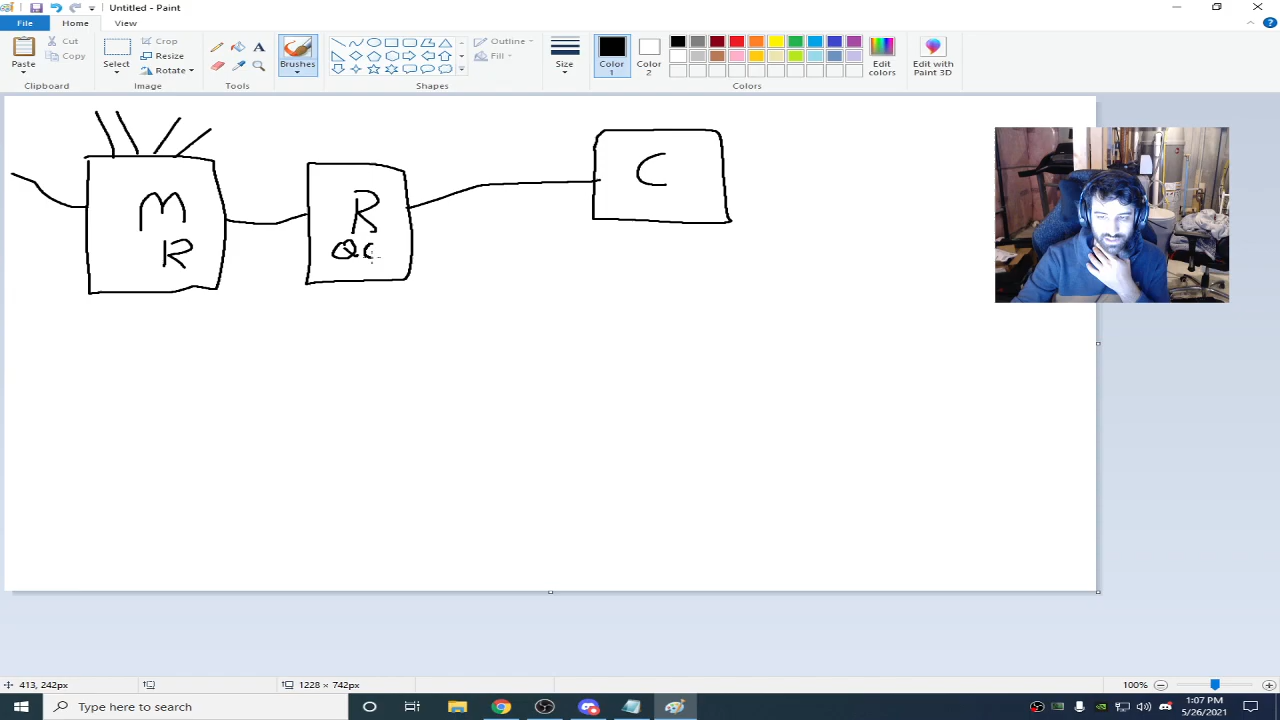 Untitled - Paint
File
Home
View
Paste
Cut
Copy
Clipboard
Select
Crop
Resize
Rotate
Image
Tools
Brushes
Outline
Fill
Shapes
Size
Color
1
Color
2
Colors
Edit
colors
Edit with
Paint 3D
M
R
R
C
413, 242px
1228 × 742px
100%
Type here to search
1:07 PM
5/26/2021